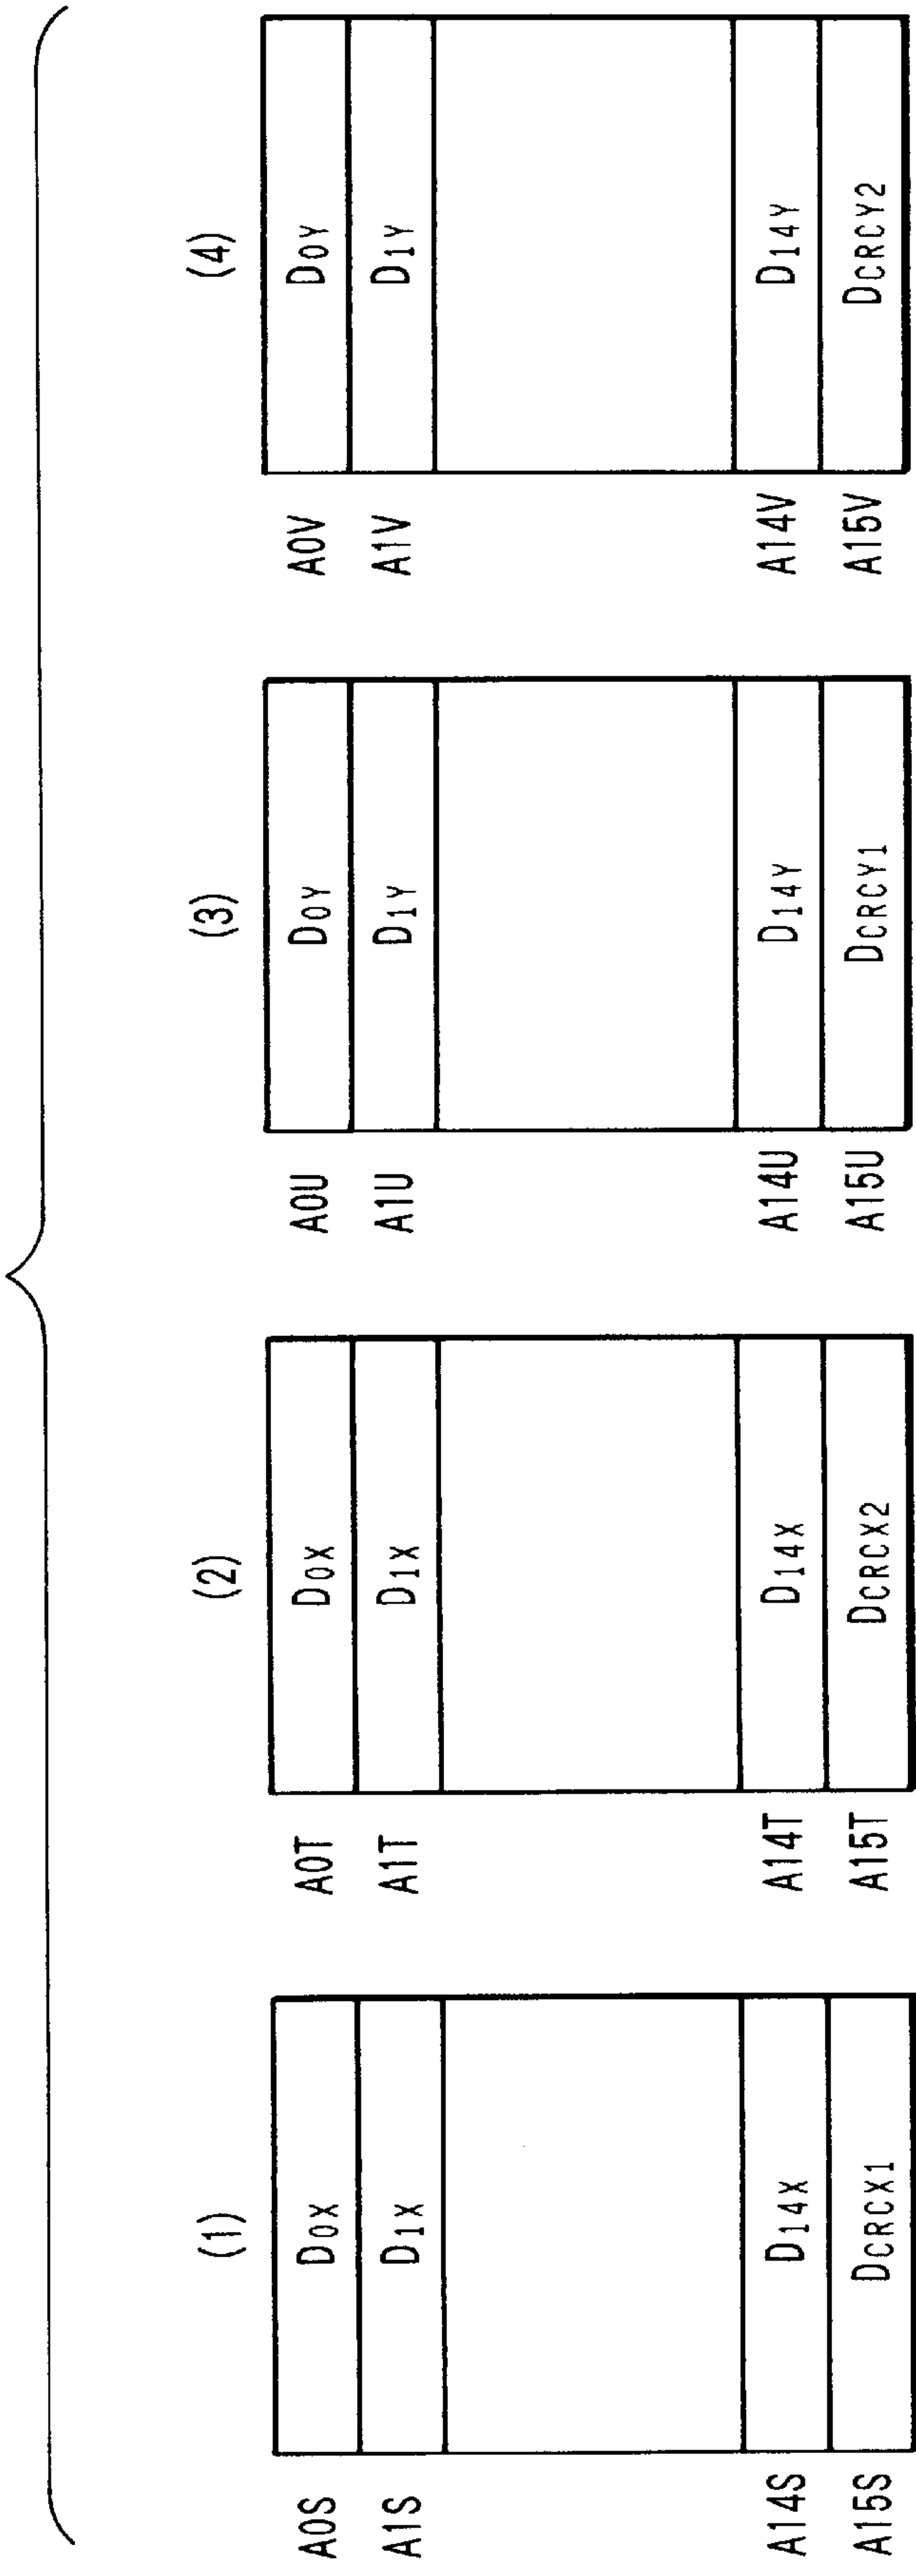 (1)
A0S D0X
A1S D1X
A14S D14X
A15S DCRCX1
(2)
A0T D0X
A1T D1X
A14T D14X
A15T DCRCX2
(3)
A0U D0Y
A1U D1Y
A14U D14Y
A15U DCRCY1
(4)
A0V D0Y
A1V D1Y
A14V D14Y
A15V DCRCY2